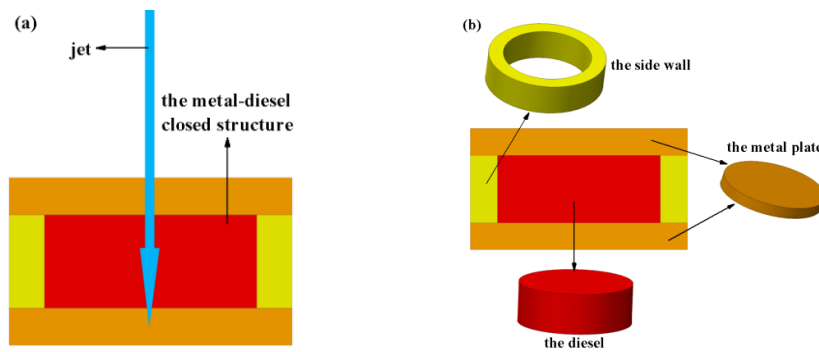 (a)
jet
the metal-diesel
closed structure
(b)
the side wall
the metal plate
the diesel